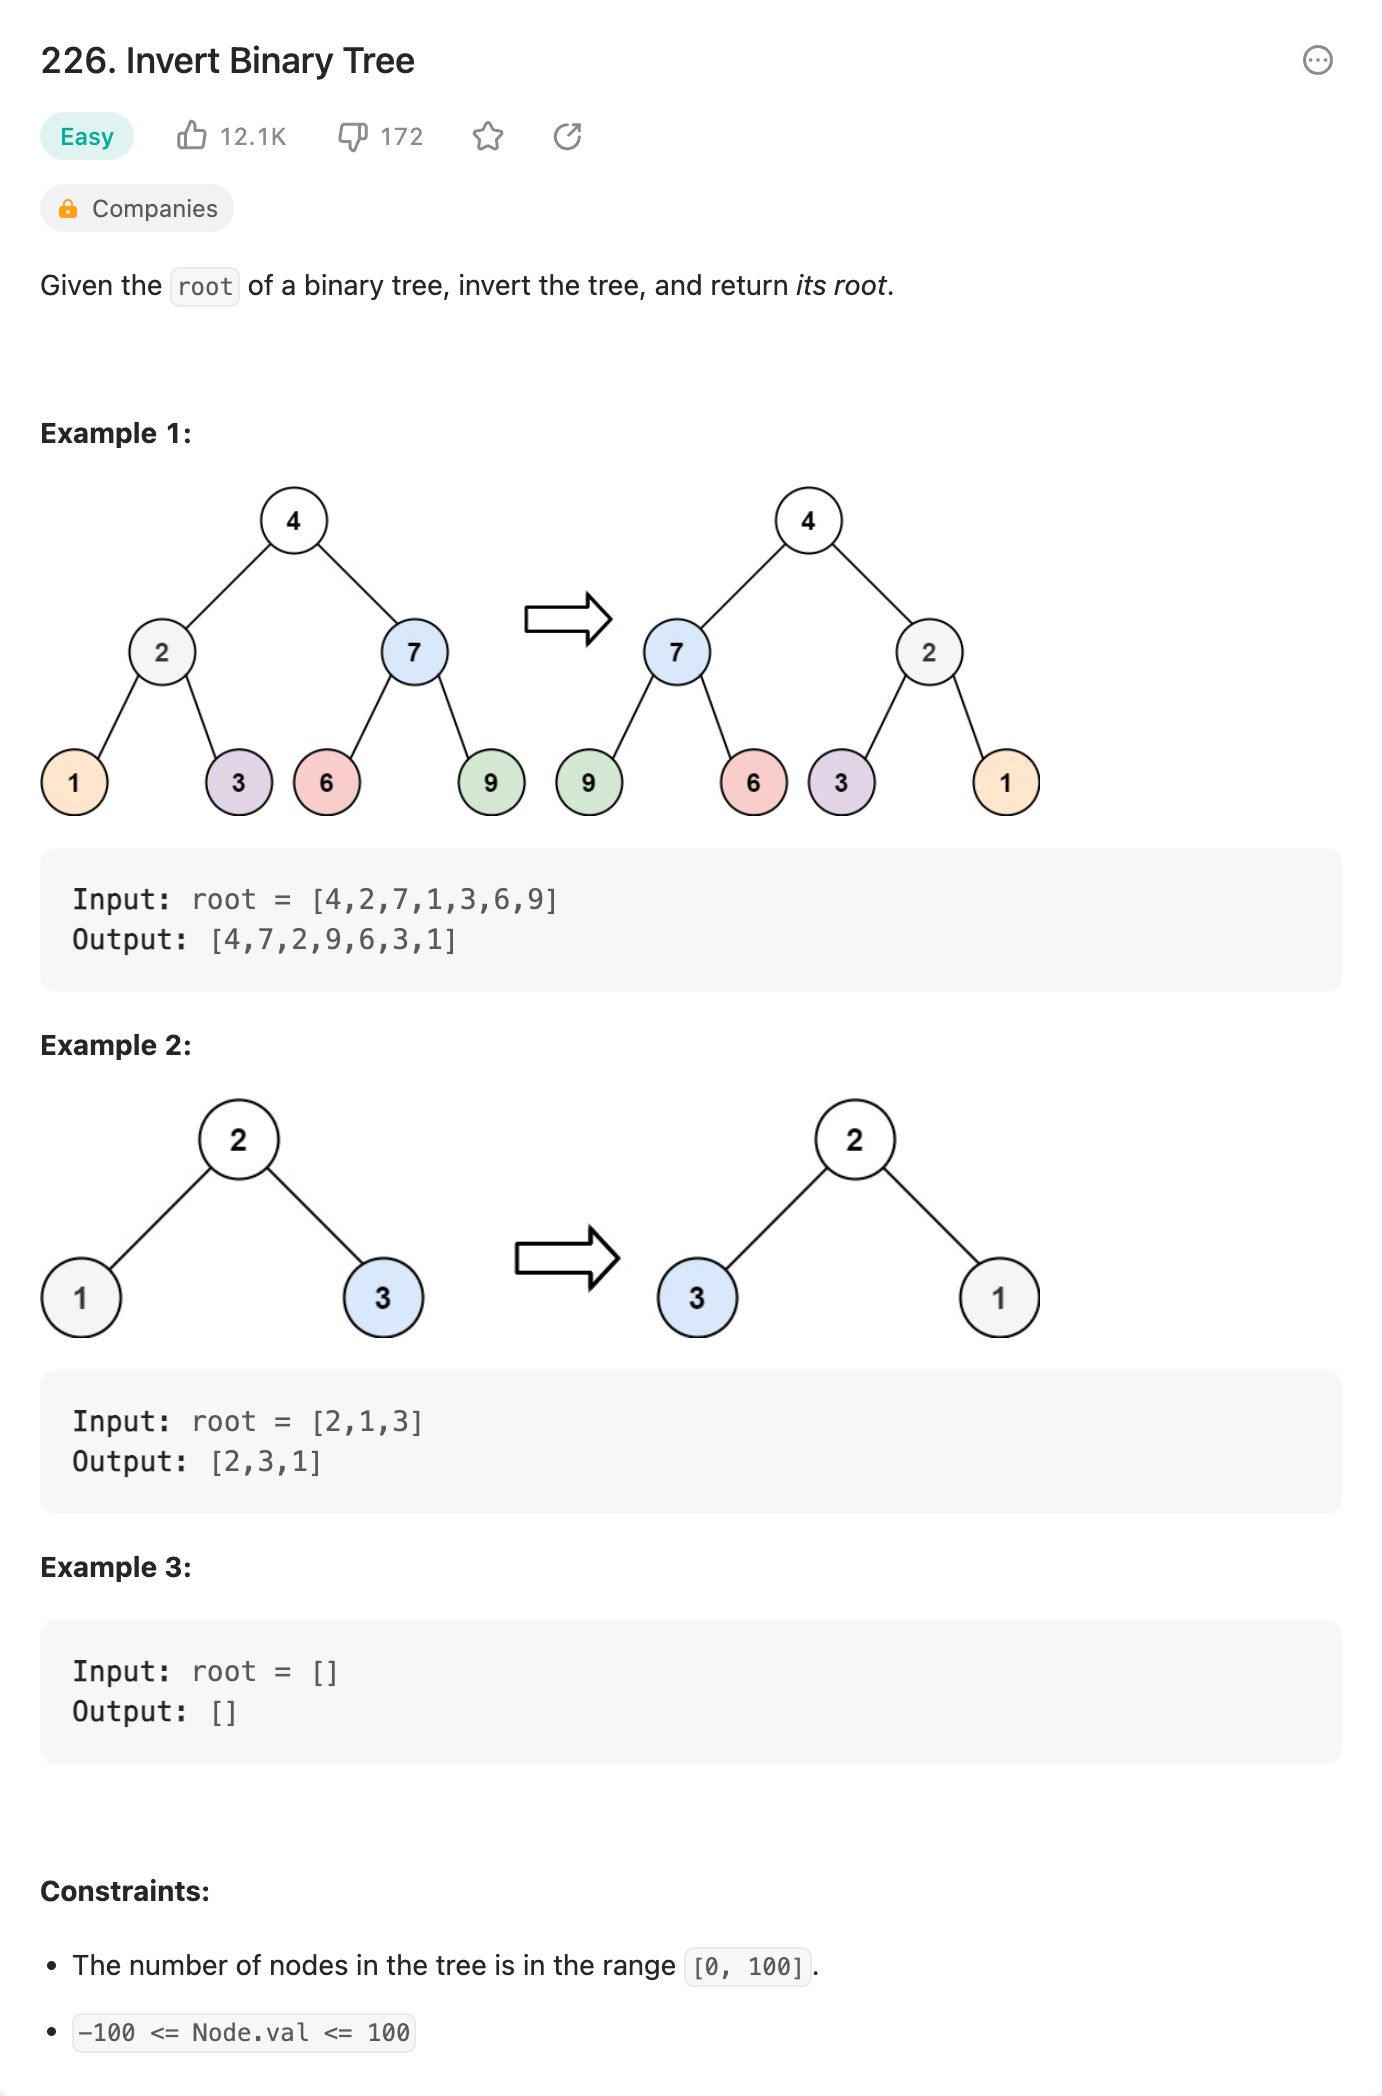 226. Invert Binary Tree
Easy 12.1K 172
Companies
Given the root of a binary tree, invert the tree, and return its root.
Example 1:
4 4
2 7 7 2
1 3 6 9 9 6 3 1
Input: root = [4,2,7,1,3,6,9]
Output: [4,7,2,9,6,3,1]
Example 2:
2 2
1 3 3 1
Input: root = [2,1,3]
Output: [2,3,1]
Example 3:
Input: root = []
Output: []
Constraints:
• The number of nodes in the tree is in the range [0, 100].
• -100 <= Node.val <= 100